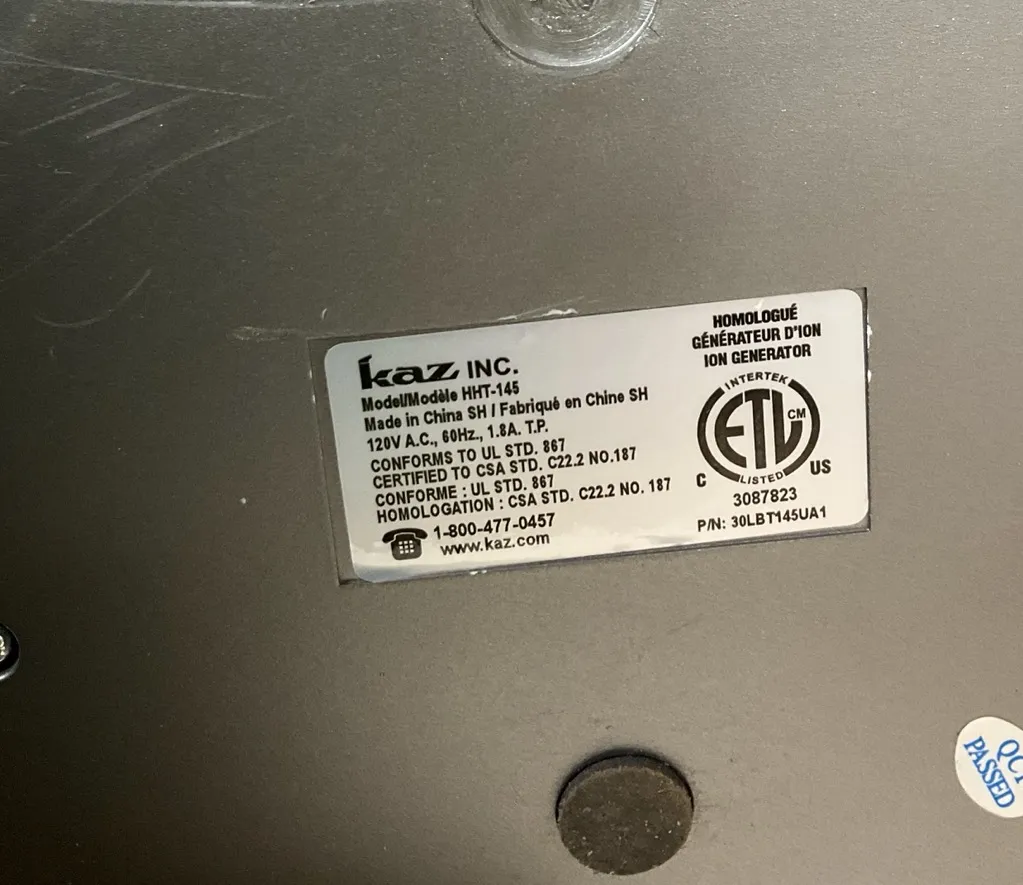 kaz INC.
Model/Modèle HHT-145
Made in China SH / Fabriqué en Chine SH
120V A.C., 60Hz., 1.8A. T.P.
CONFORMS TO UL STD. 867
CERTIFIED TO CSA STD. C22.2 NO.187
CONFORME : UL STD. 867
HOMOLOGATION : CSA STD. C22.2 NO. 187
1-800-477-0457
www.kaz.com
HOMOLOGUÉ
GÉNÉRATEUR D'ION
ION GENERATOR
INTERTEK
ETL CM
LISTED
C US
3087823
P/N: 30LBT145UA1
PASSED